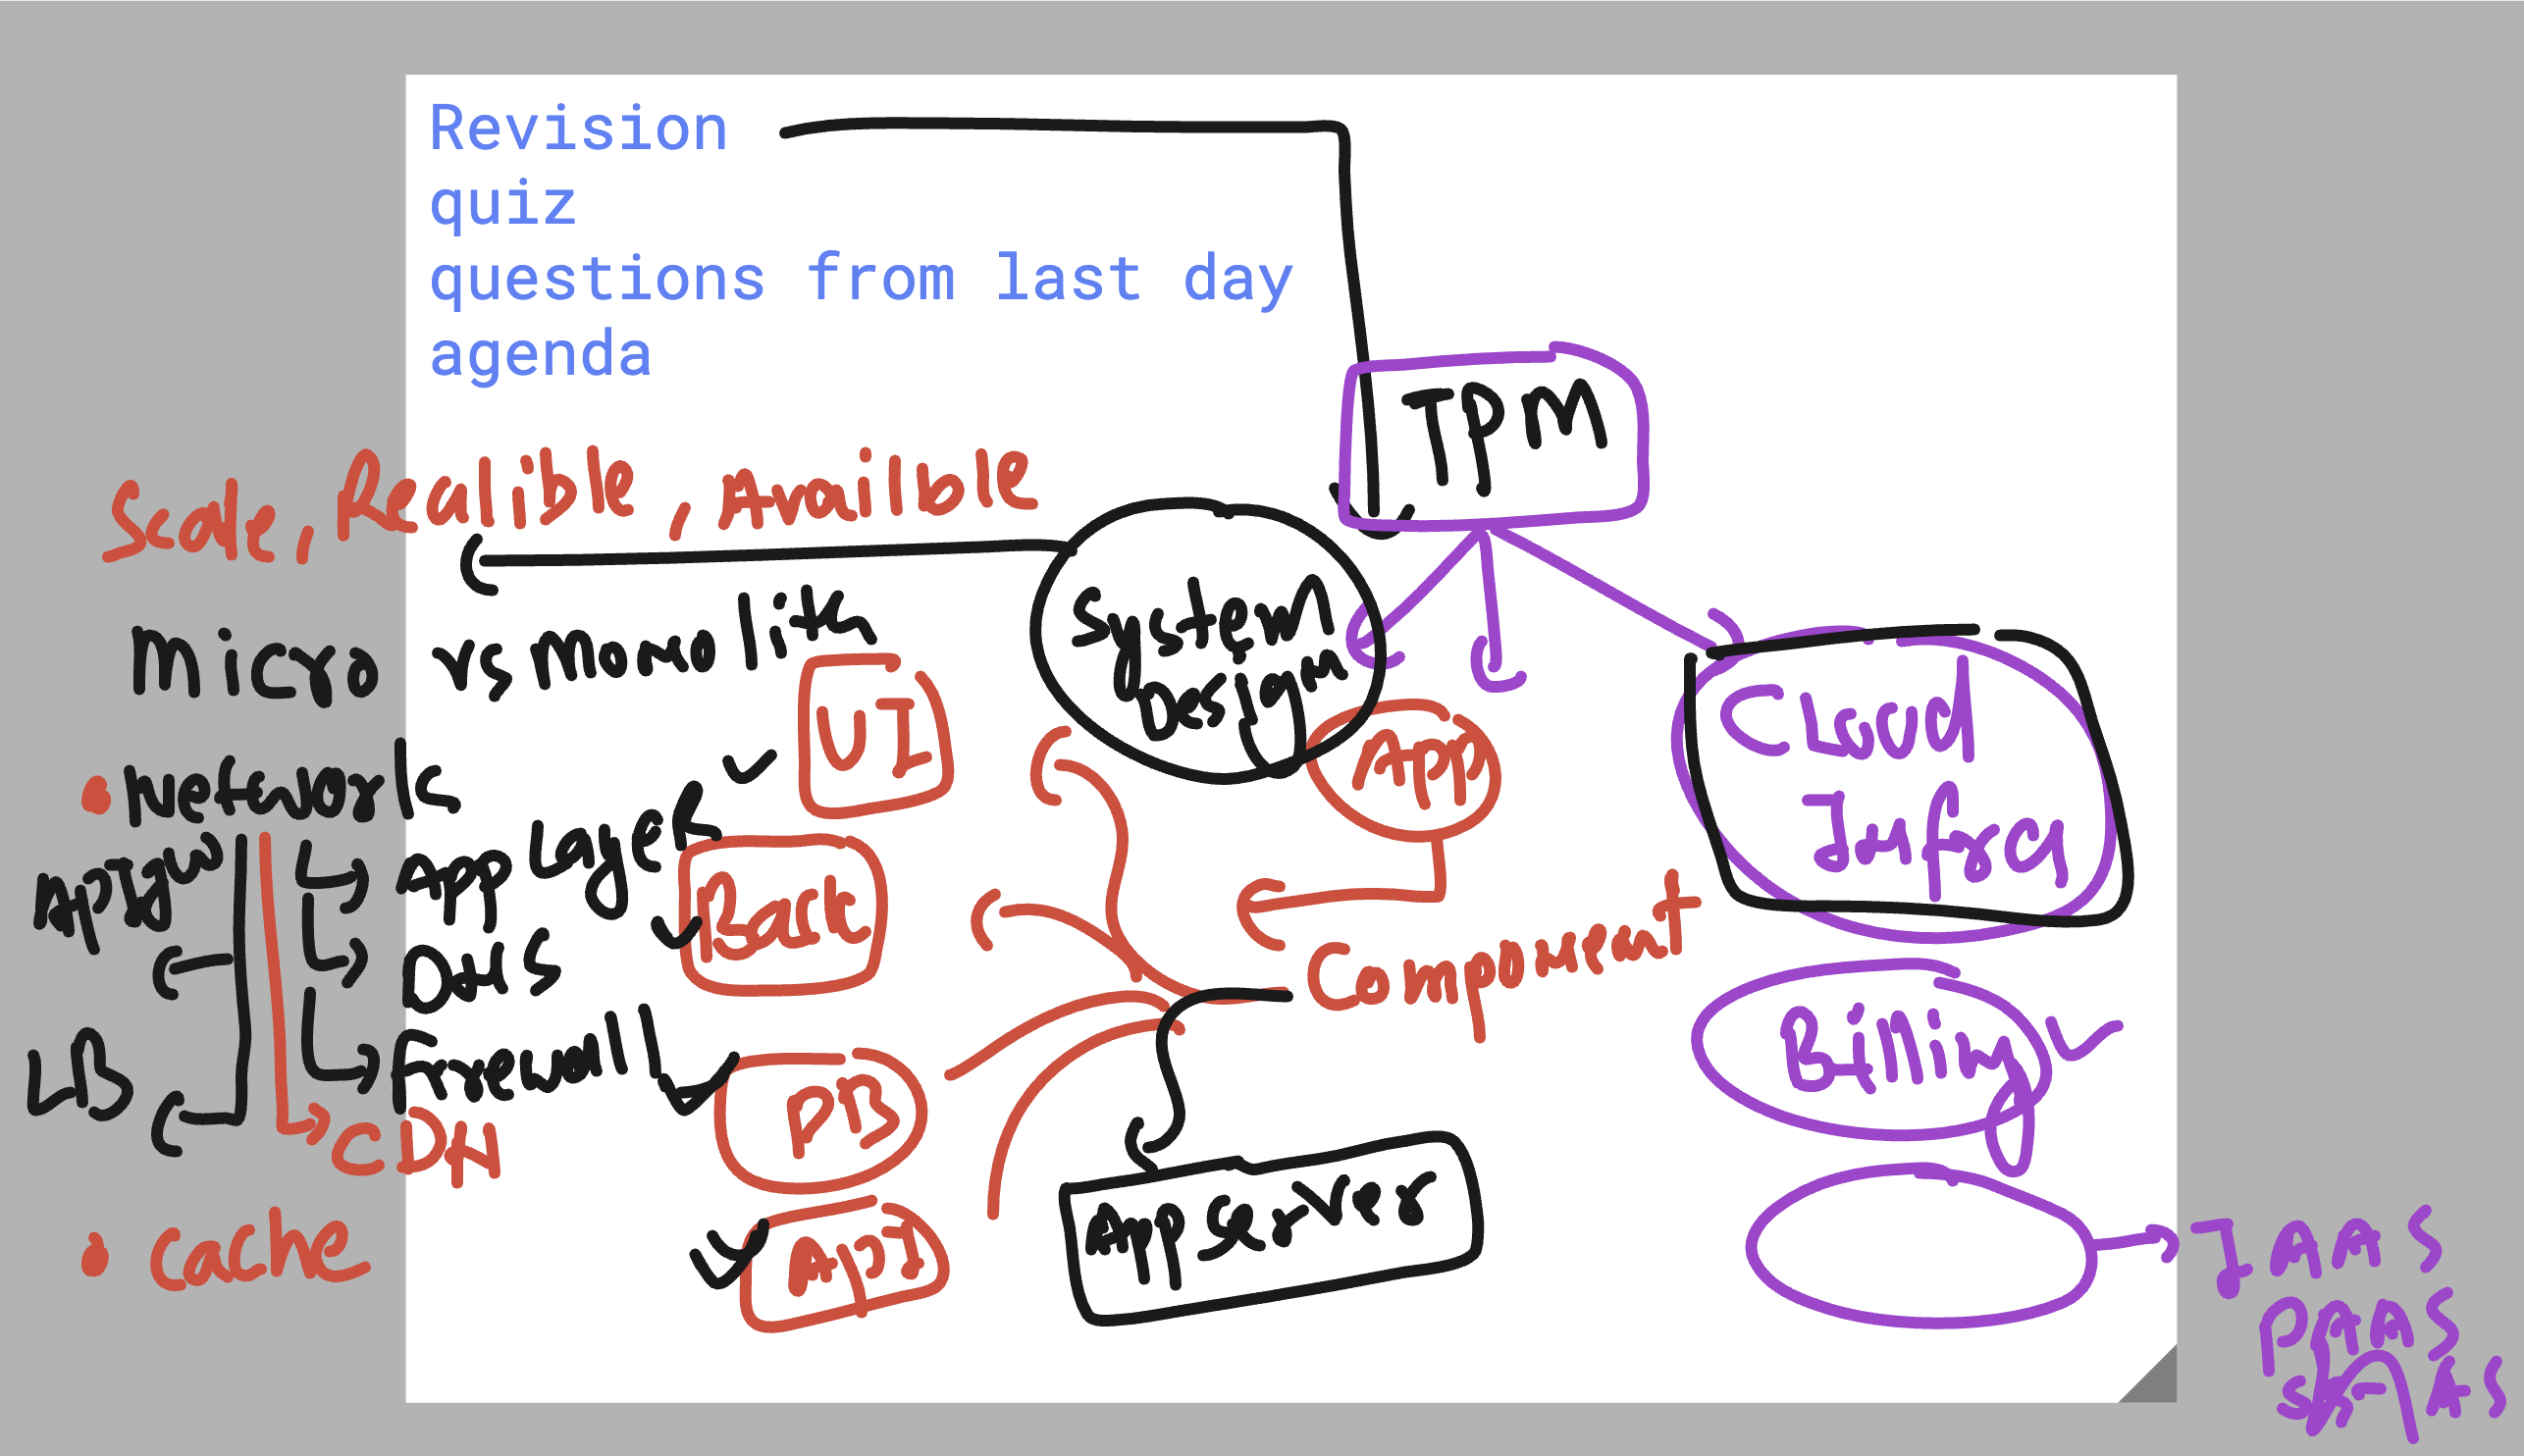 Revision
quiz
questions from last day
agenda
TPM
Scale, Realible, Availble
System
Design
Micro vs Monolith
UI
App
Cloud
Infra
Network
App Layer
APIgw
Back
DNS
Component
Firewall
LB
DB
Billing
CDN
App Server
Cache
API
IAAS
PAAS
SAAS